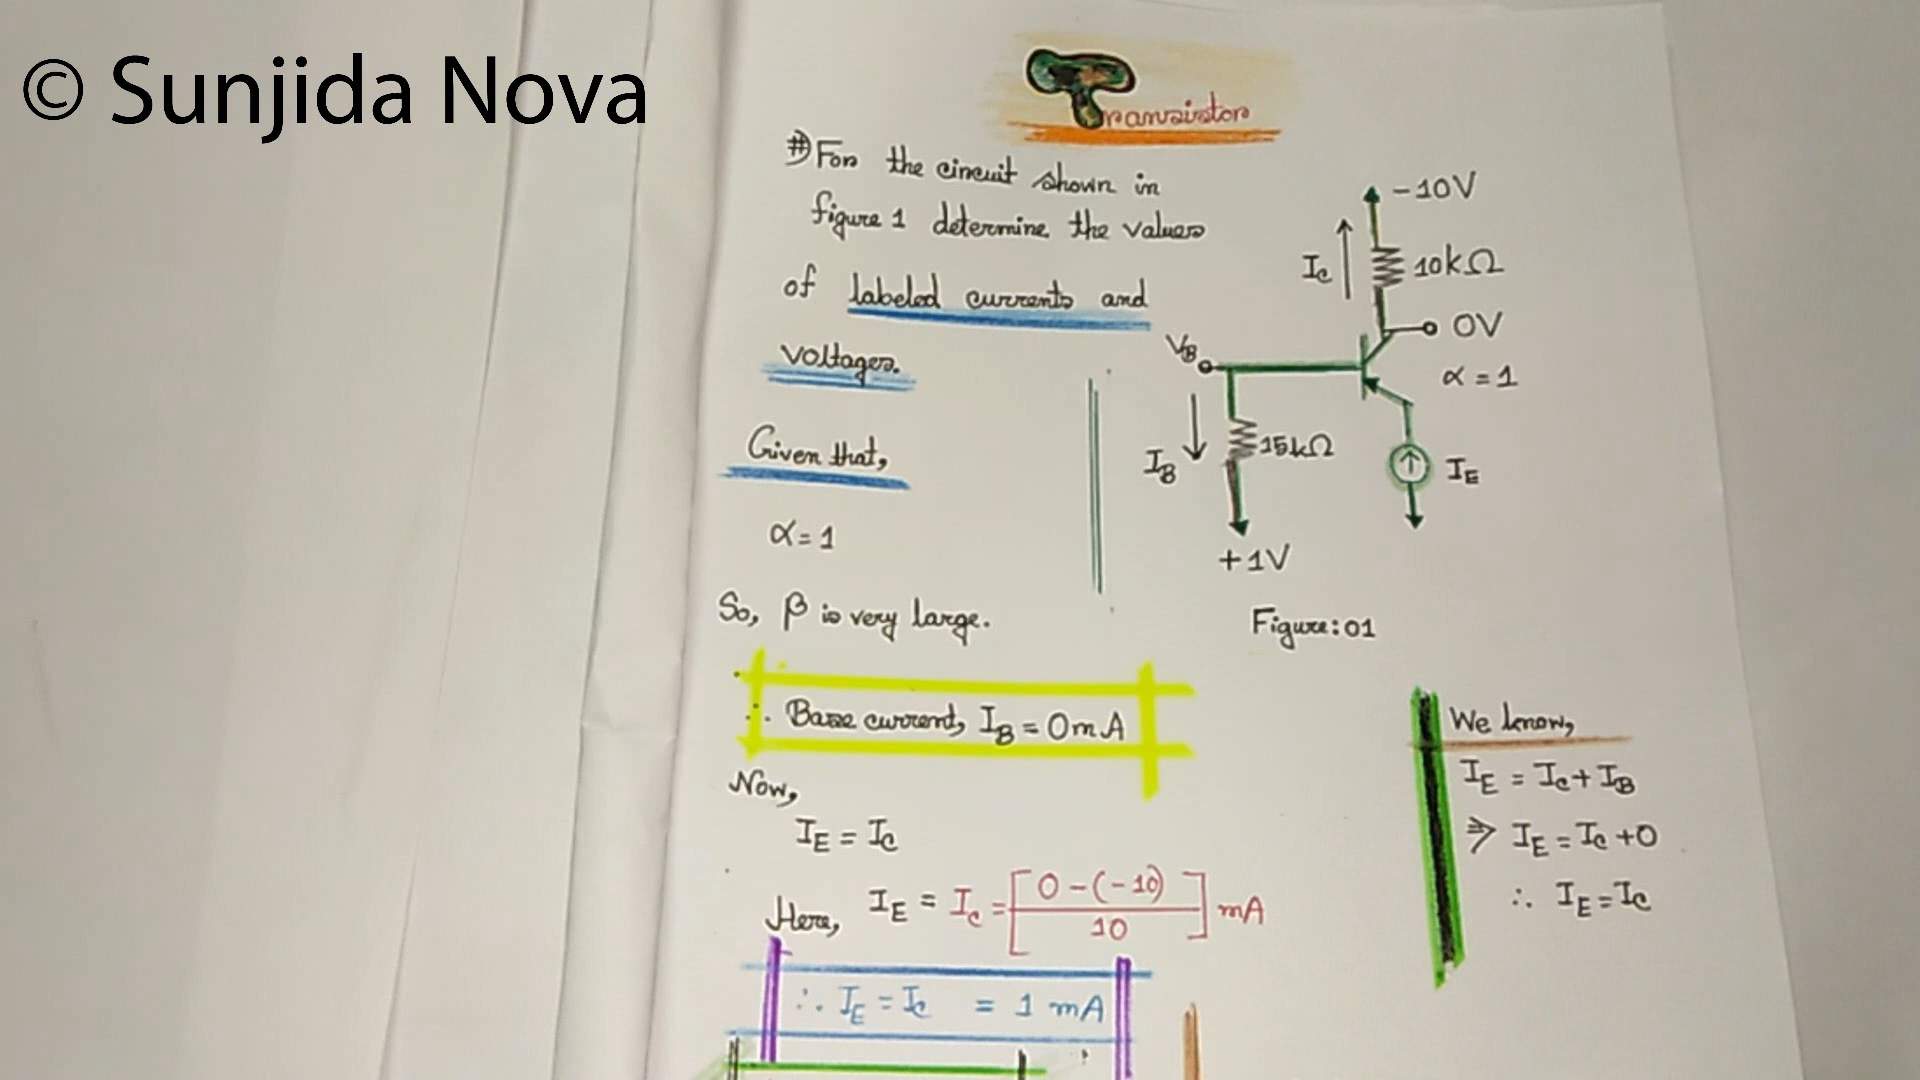 © Sunjida Nova
Transistor
#) For the circuit shown in
figure 1 determine the values
of labeled currents and
voltages.
Given that,
α = 1
So, β is very large.
∴ Base current, I_B = 0 mA
Now,
I_E = I_C
Here, I_E = I_C = [0 - (-10) / 10] mA
∴ I_E = I_C = 1 mA
-10V
I_C
10kΩ
0V
V_B
α = 1
I_B
15kΩ
I_E
+1V
Figure: 01
We know,
I_E = I_C + I_B
⇒ I_E = I_C + 0
∴ I_E = I_C